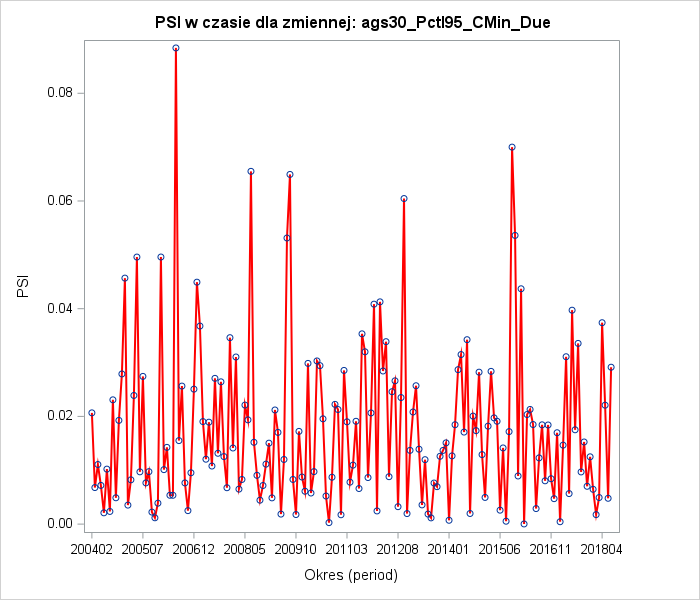 PSI w czasie dla zmiennej: ags30_Pctl95_CMin_Due
0.08
0.06
0.04
0.02
0.00
PSI
200402 200507 200612 200805 200910 201103 201208 201401 201506 201611 201804
Okres (period)